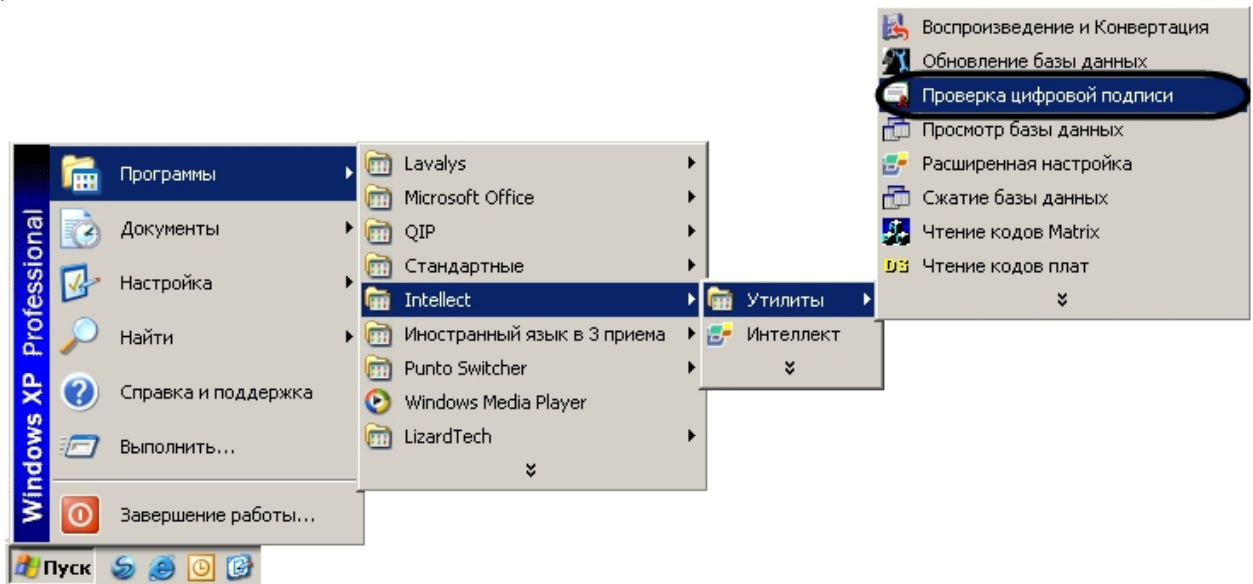 Программы
Документы
Настройка
Найти
Справка и поддержка
Выполнить...
Завершение работы...
Windows XP Professional
Пуск
Lavalys
Microsoft Office
QIP
Стандартные
Intellect
Иностранный язык в 3 приема
Punto Switcher
Windows Media Player
LizardTech
Утилиты
Интеллект
Воспроизведение и Конвертация
Обновление базы данных
Проверка цифровой подписи
Просмотр базы данных
Расширенная настройка
Сжатие базы данных
Чтение кодов Matrix
Чтение кодов плат